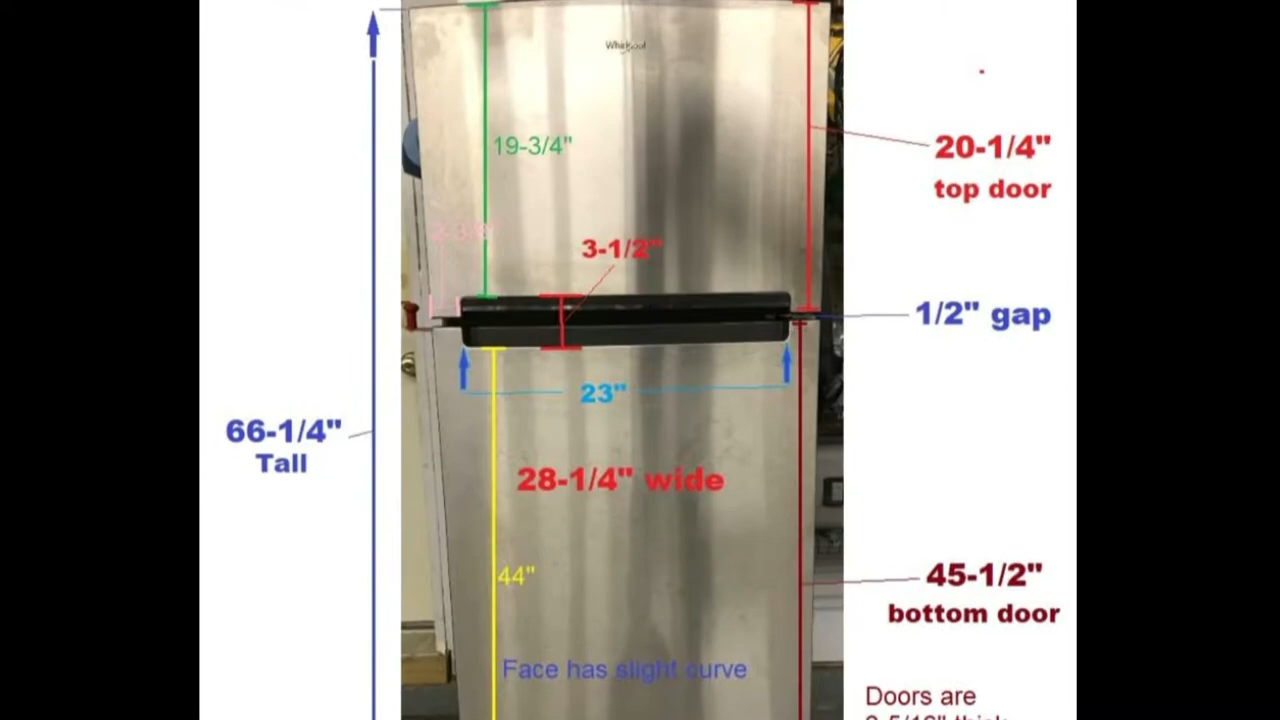 Whirlpool
19-3/4"
20-1/4"
top door
3-1/2"
1/2" gap
23"
66-1/4"
Tall
28-1/4" wide
44"
45-1/2"
bottom door
Face has slight curve
Doors are